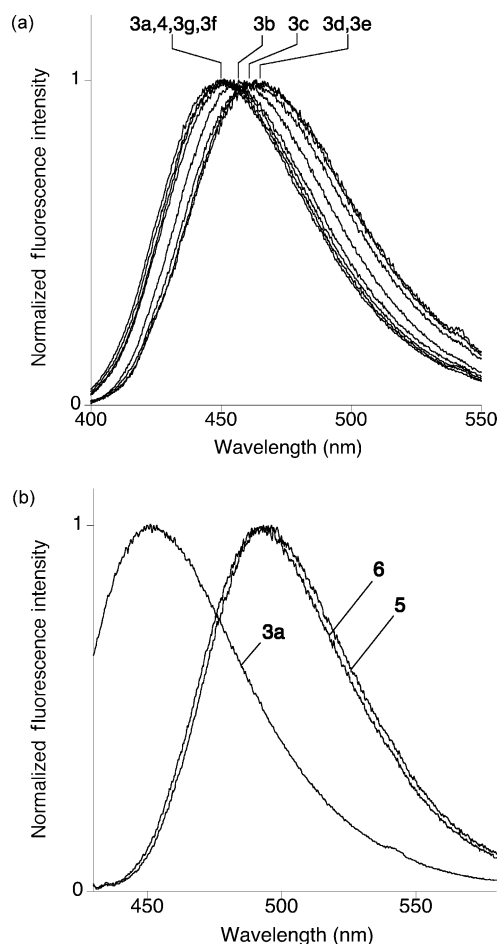 (a)
3a,4,3g,3f 3b 3c 3d,3e
1
Normalized fluorescence intensity
0
400 450 500 550
Wavelength (nm)
(b)
1
6
5
3a
Normalized fluorescence intensity
0
450 500 550
Wavelength (nm)